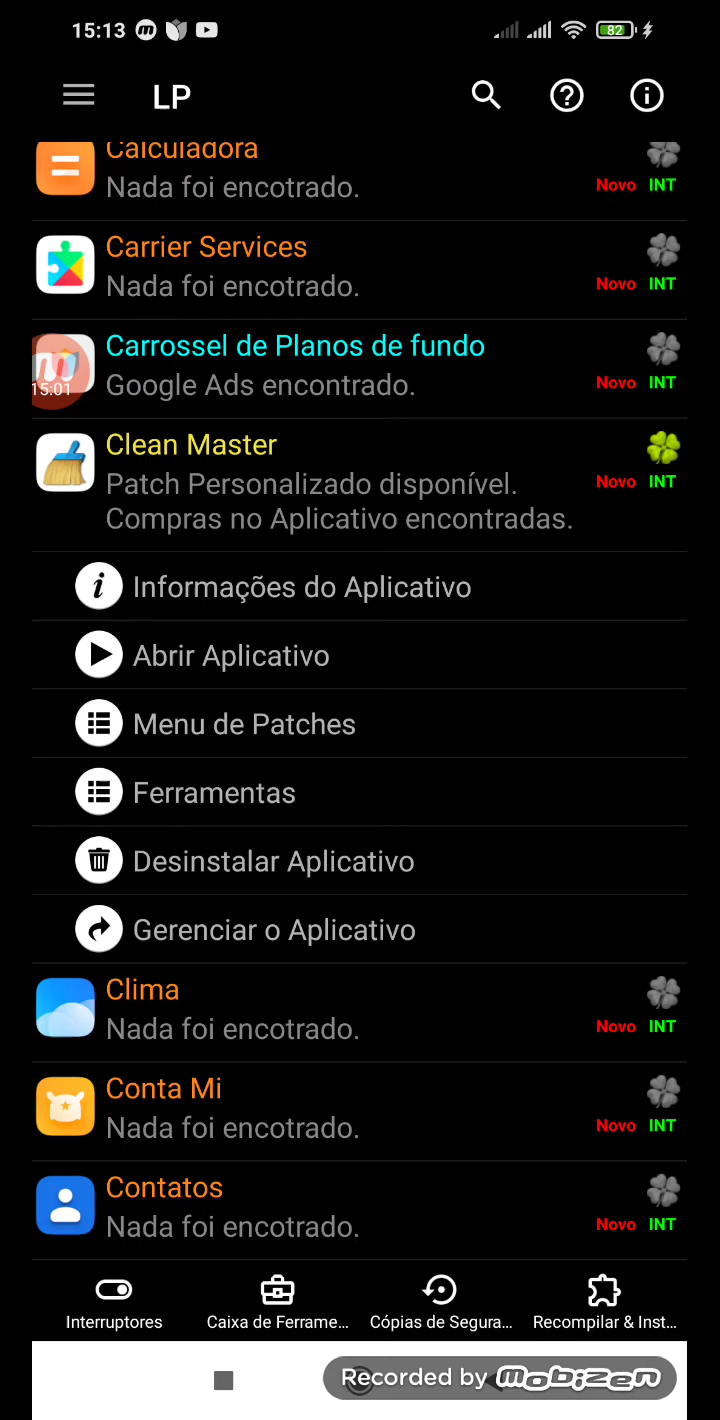 15:13
82
LP
Calculadora
Nada foi encotrado.
Novo INT
Carrier Services
Nada foi encotrado.
Novo INT
Carrossel de Planos de fundo
15:01
Google Ads encontrado.
Novo INT
Clean Master
Patch Personalizado disponível.
Novo INT
Compras no Aplicativo encontradas.
Informações do Aplicativo
Abrir Aplicativo
Menu de Patches
Ferramentas
Desinstalar Aplicativo
Gerenciar o Aplicativo
Clima
Nada foi encotrado.
Novo INT
Conta Mi
Nada foi encotrado.
Novo INT
Contatos
Nada foi encotrado.
Novo INT
Interruptores Caixa de Ferrame... Cópias de Segura... Recompilar & Inst...
Recorded by Mobizen